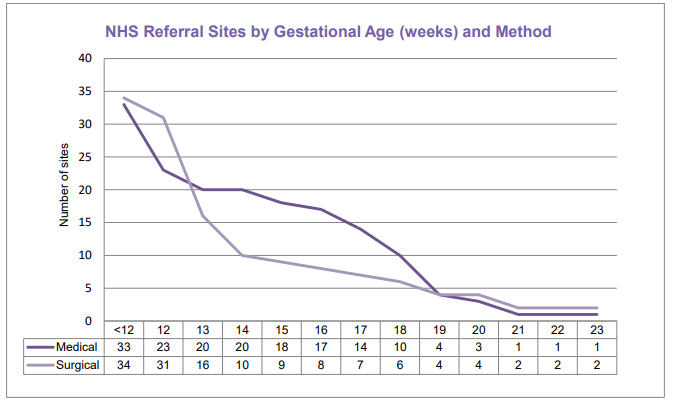 NHS Referral Sites by Gestational Age (weeks) and Method
40
35
30
25
20
15
10
5
0
Number of sites
<12 12 13 14 15 16 17 18 19 20 21 22 23
Medical 33 23 20 20 18 17 14 10 4 3 1 1 1
Surgical 34 31 16 10 9 8 7 6 4 4 2 2 2